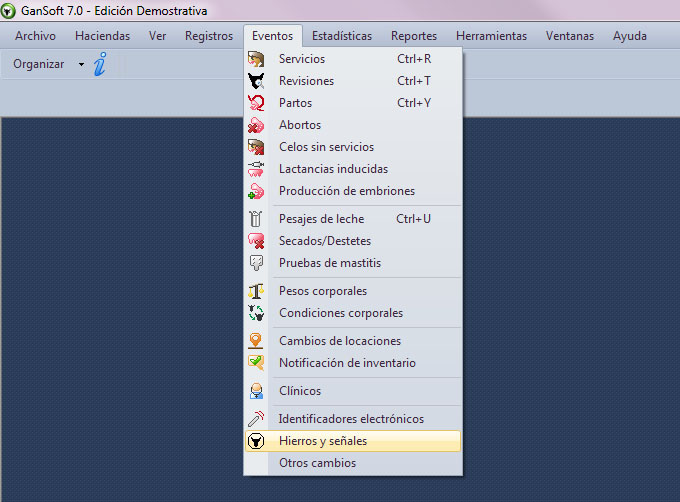 GanSoft 7.0 - Edición Demostrativa
Archivo Haciendas Ver Registros Eventos Estadísticas Reportes Herramientas Ventanas Ayuda
Organizar
Servicios Ctrl+R
Revisiones Ctrl+T
Partos Ctrl+Y
Abortos
Celos sin servicios
Lactancias inducidas
Producción de embriones
Pesajes de leche Ctrl+U
Secados/Destetes
Pruebas de mastitis
Pesos corporales
Condiciones corporales
Cambios de locaciones
Notificación de inventario
Clínicos
Identificadores electrónicos
Hierros y señales
Otros cambios